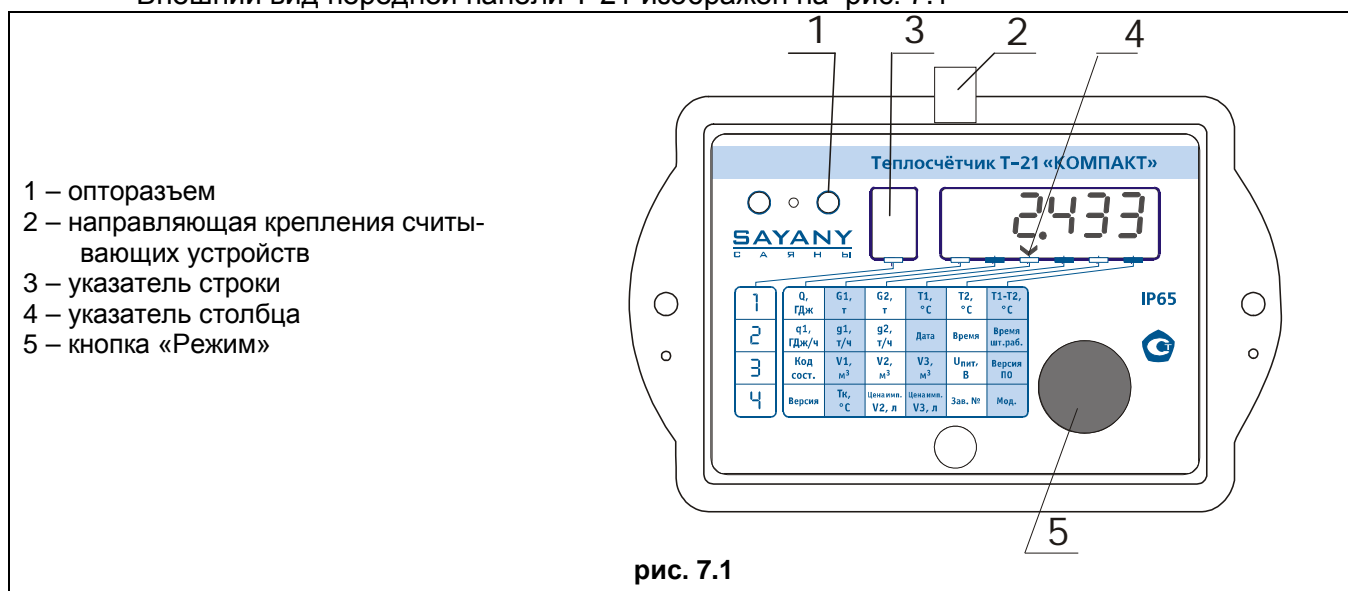 Внешний вид передней панели Т-21 изображен на рис. 7.1
1 – опторазъем
2 – направляющая крепления считы-
вающих устройств
3 – указатель строки
4 – указатель столбца
5 – кнопка «Режим»
1 3 2 4
Теплосчётчик Т-21 «КОМПАКТ»
2.433
SAYANY
САЯНЫ
IP65
1 Q, ГДж G1, т G2, т T1, °C T2, °C T1-T2, °C
2 q1, ГДж/ч g1, т/ч g2, т/ч Дата Время Время шт.раб.
3 Код сост. V1, м³ V2, м³ V3, м³ Uпит, В Версия ПО
4 Версия Тк, °C Цена имп. V2, л Цена имп. V3, л Зав. № Мод.
Ст
5
рис. 7.1